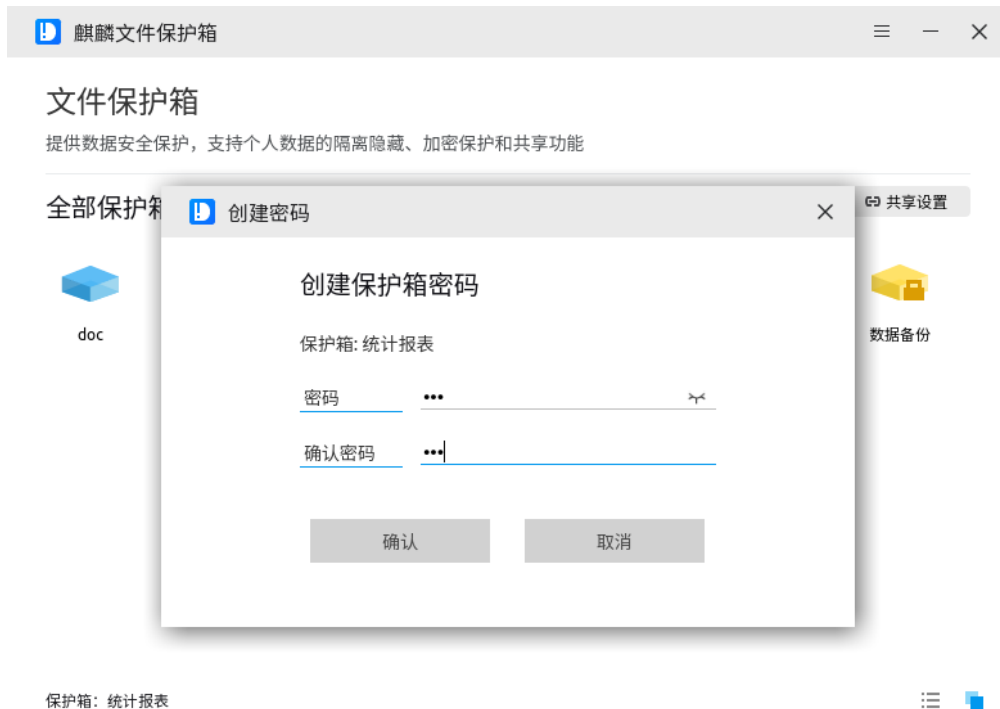 麒麟文件保护箱
文件保护箱
提供数据安全保护，支持个人数据的隔离隐藏、加密保护和共享功能
全部保护箱
共享设置
创建密码
创建保护箱密码
doc
数据备份
保护箱: 统计报表
密码 •••
确认密码 •••
确认
取消
保护箱：统计报表